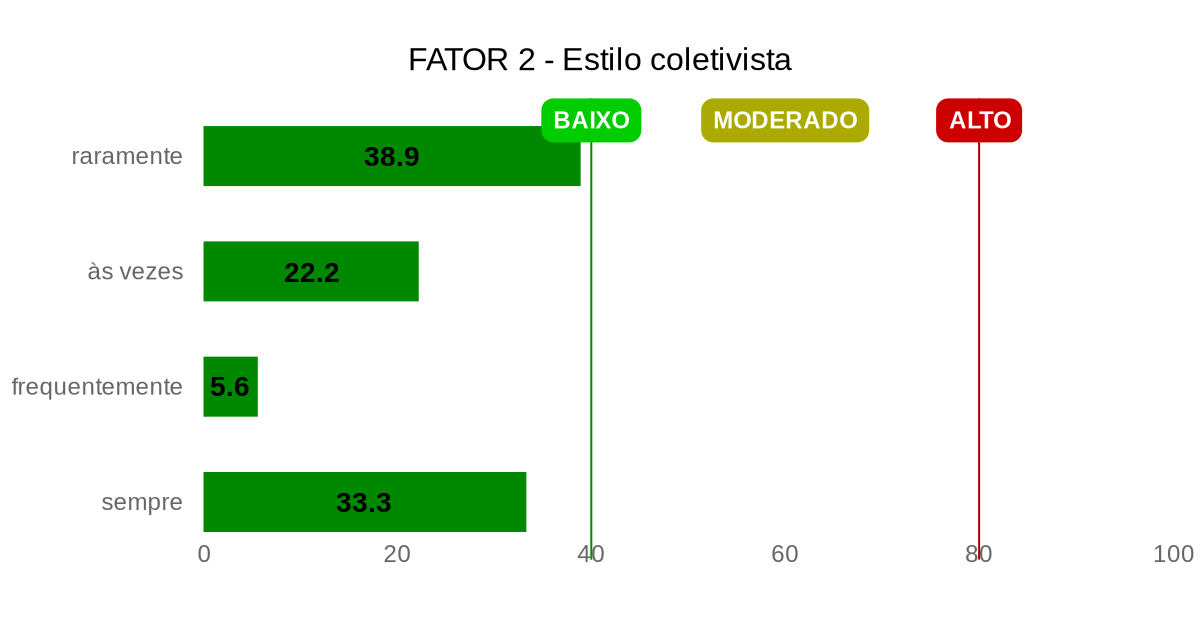 FATOR 2 - Estilo coletivista
BAIXO MODERADO ALTO
raramente 38.9
às vezes 22.2
frequentemente 5.6
sempre 33.3
0 20 40 60 80 100